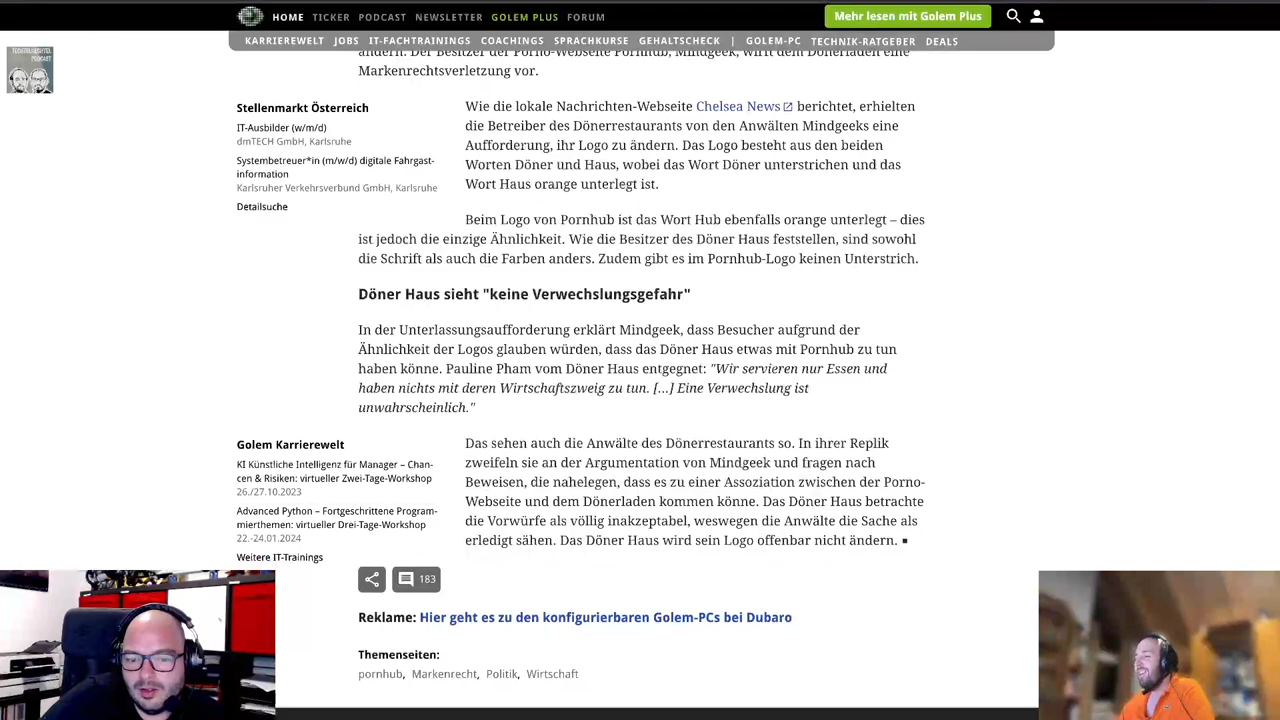 HOME TICKER PODCAST NEWSLETTER GOLEM PLUS FORUM
Mehr lesen mit Golem Plus
KARRIEREWELT JOBS IT-FACHTRAININGS COACHINGS SPRACHKURSE GEHALTSCHECK | GOLEM-PC TECHNIK-RATGEBER DEALS
ändern. Der Besitzer der Porno-Webseite Pornhub, Mindgeek, wirft dem Dönerladen eine
Markenrechtsverletzung vor.
PODCAST
Stellenmarkt Österreich
IT-Ausbilder (w/m/d)
dmTECH GmbH, Karlsruhe
Systembetreuer*in (m/w/d) digitale Fahrgast-
information
Karlsruher Verkehrsverbund GmbH, Karlsruhe
Detailsuche
Wie die lokale Nachrichten-Webseite Chelsea News berichtet, erhielten
die Betreiber des Dönerrestaurants von den Anwälten Mindgeeks eine
Aufforderung, ihr Logo zu ändern. Das Logo besteht aus den beiden
Worten Döner und Haus, wobei das Wort Döner unterstrichen und das
Wort Haus orange unterlegt ist.
Beim Logo von Pornhub ist das Wort Hub ebenfalls orange unterlegt – dies
ist jedoch die einzige Ähnlichkeit. Wie die Besitzer des Döner Haus feststellen, sind sowohl
die Schrift als auch die Farben anders. Zudem gibt es im Pornhub-Logo keinen Unterstrich.
Döner Haus sieht "keine Verwechslungsgefahr"
In der Unterlassungsaufforderung erklärt Mindgeek, dass Besucher aufgrund der
Ähnlichkeit der Logos glauben würden, dass das Döner Haus etwas mit Pornhub zu tun
haben könne. Pauline Pham vom Döner Haus entgegnet: "Wir servieren nur Essen und
haben nichts mit deren Wirtschaftszweig zu tun. [...] Eine Verwechslung ist
unwahrscheinlich."
Golem Karrierewelt
KI Künstliche Intelligenz für Manager – Chan-
cen & Risiken: virtueller Zwei-Tage-Workshop
26./27.10.2023
Advanced Python – Fortgeschrittene Program-
mierthemen: virtueller Drei-Tage-Workshop
22.-24.01.2024
Weitere IT-Trainings
Das sehen auch die Anwälte des Dönerrestaurants so. In ihrer Replik
zweifeln sie an der Argumentation von Mindgeek und fragen nach
Beweisen, die nahelegen, dass es zu einer Assoziation zwischen der Porno-
Webseite und dem Dönerladen kommen könne. Das Döner Haus betrachte
die Vorwürfe als völlig inakzeptabel, weswegen die Anwälte die Sache als
erledigt sähen. Das Döner Haus wird sein Logo offenbar nicht ändern. ■
183
Reklame: Hier geht es zu den konfigurierbaren Golem-PCs bei Dubaro
Themenseiten:
pornhub, Markenrecht, Politik, Wirtschaft